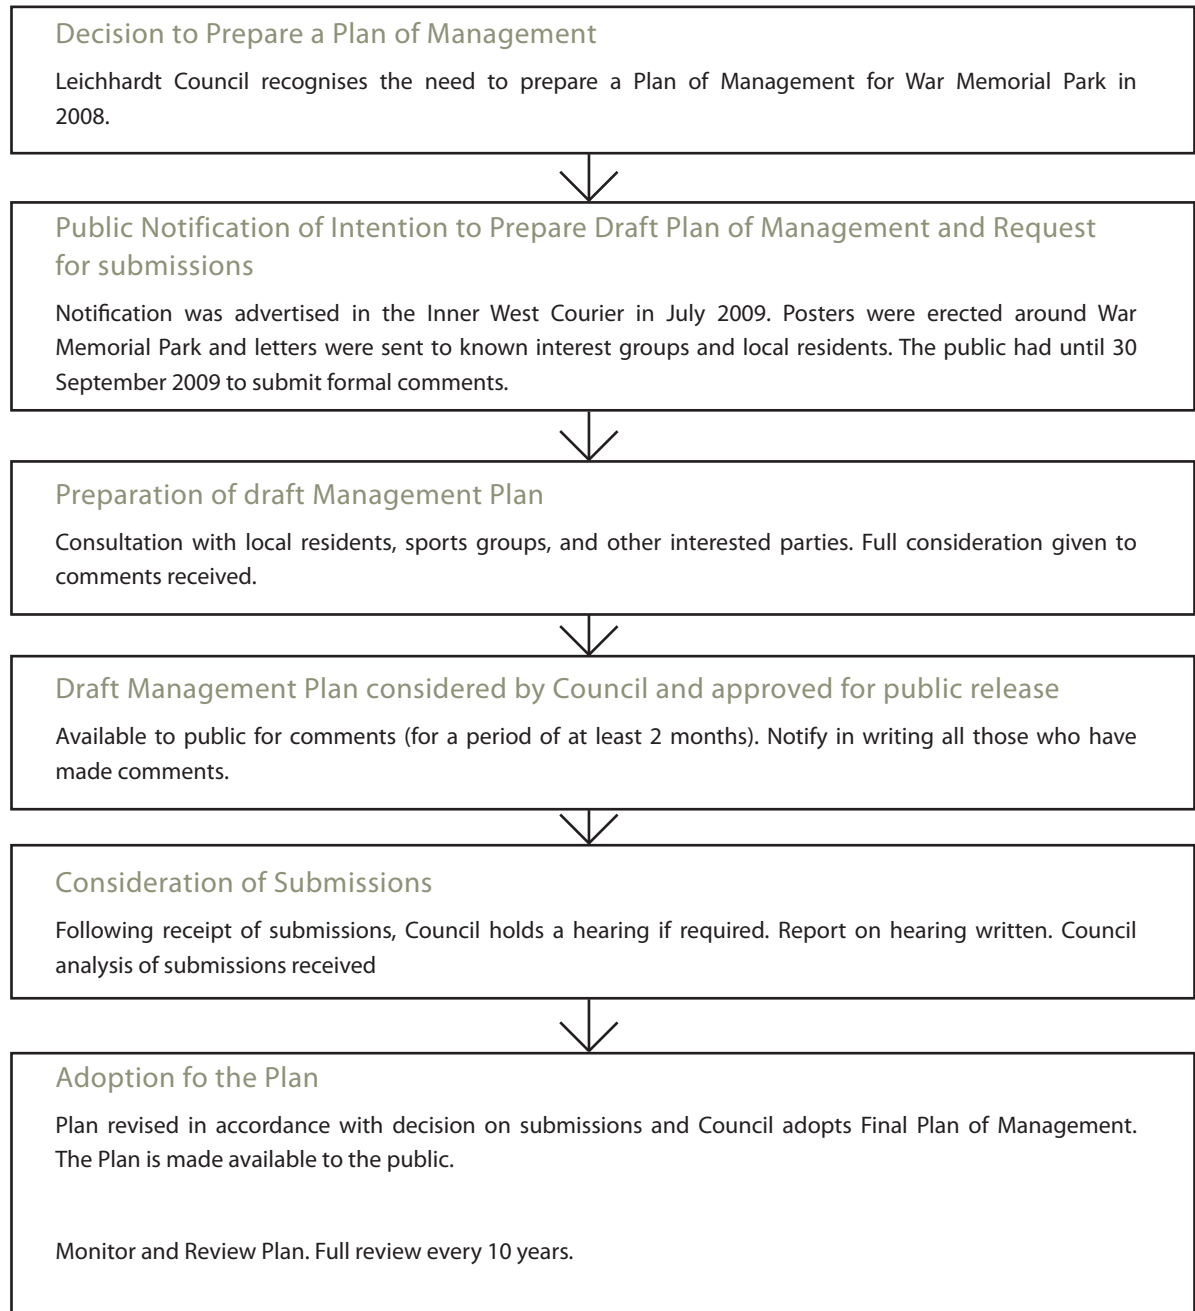 Decision to Prepare a Plan of Management
Leichhardt Council recognises the need to prepare a Plan of Management for War Memorial Park in
2008.
Public Notification of Intention to Prepare Draft Plan of Management and Request
for submissions
Notification was advertised in the Inner West Courier in July 2009. Posters were erected around War
Memorial Park and letters were sent to known interest groups and local residents. The public had until 30
September 2009 to submit formal comments.
Preparation of draft Management Plan
Consultation with local residents, sports groups, and other interested parties. Full consideration given to
comments received.
Draft Management Plan considered by Council and approved for public release
Available to public for comments (for a period of at least 2 months). Notify in writing all those who have
made comments.
Consideration of Submissions
Following receipt of submissions, Council holds a hearing if required. Report on hearing written. Council
analysis of submissions received
Adoption fo the Plan
Plan revised in accordance with decision on submissions and Council adopts Final Plan of Management.
The Plan is made available to the public.
Monitor and Review Plan. Full review every 10 years.